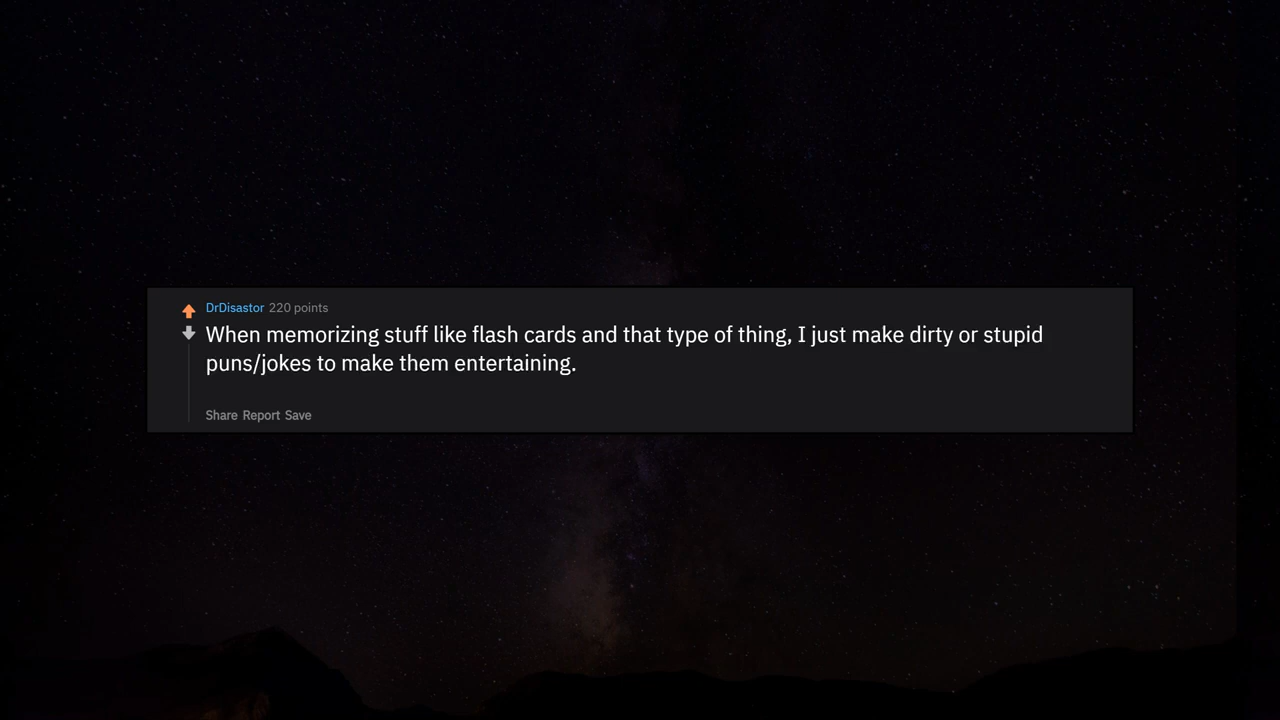 DrDisastor 220 points
When memorizing stuff like flash cards and that type of thing, I just make dirty or stupid
puns/jokes to make them entertaining.
Share Report Save